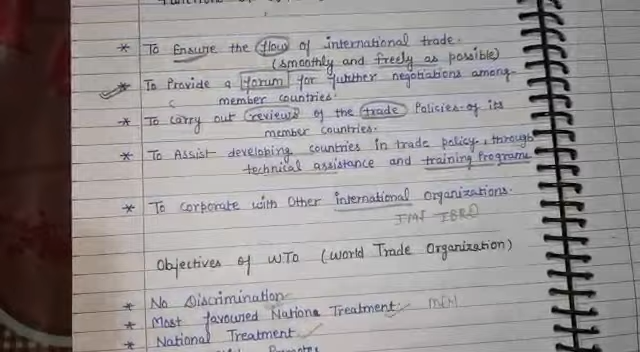 * To Ensure the flow of international trade.
(smoothly and freely as possible)
* To Provide a forum for further negotiations among
member countries.
* To carry out reviews of the trade Policies of its
member countries.
* To Assist developing countries in trade policy, through
technical assistance and training Programs
* To corporate with Other international Organizations.
IMF IBRD
Objectives of WTO (World Trade Organization)
* No Discrimination
* Most favoured Nations Treatment MFN
* National Treatment